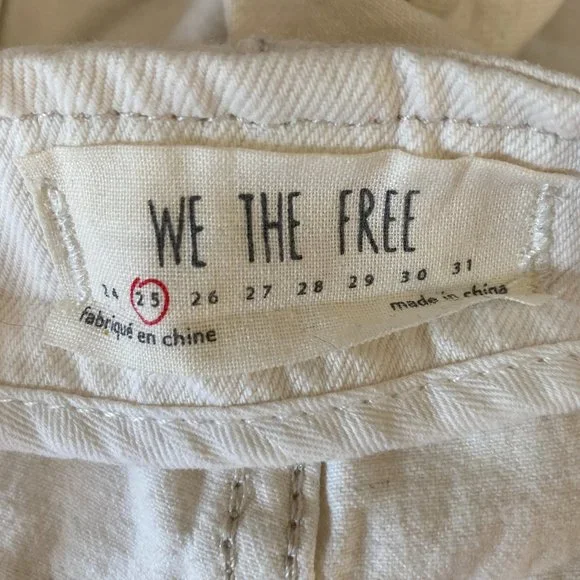 WE THE FREE
24 25 26 27 28 29 30 31
fabriqué en chine
made in china